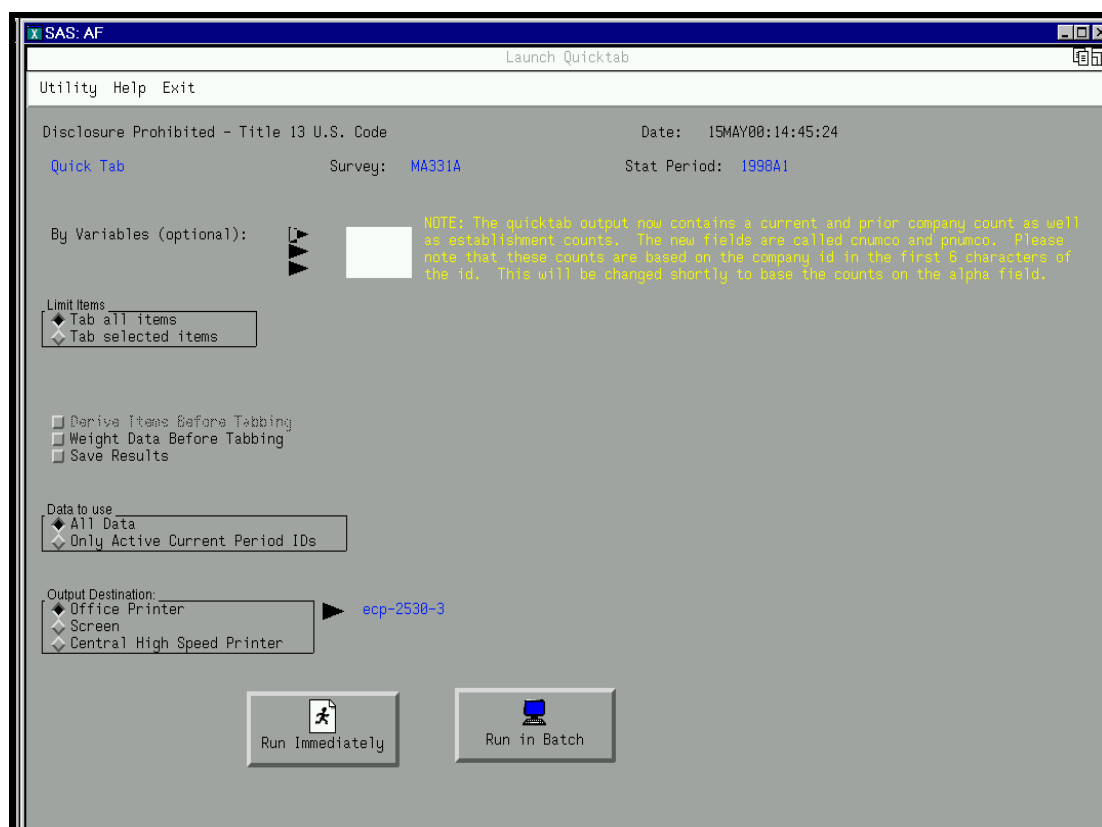 SAS: AF
Launch Quicktab
Utility Help Exit
Disclosure Prohibited - Title 13 U.S. Code Date: 15MAY00:14:45:24
Quick Tab Survey: MA331A Stat Period: 1998A1
By Variables (optional):
NOTE: The quicktab output now contains a current and prior company count as well
as establishment counts. The new fields are called cnumco and pnumco. Please
note that these counts are based on the company id in the first 6 characters of
the id. This will be changed shortly to base the counts on the alpha field.
Limit Items
Tab all items
Tab selected items
Derive Items Before Tabbing
Weight Data Before Tabbing
Save Results
Data to use
All Data
Only Active Current Period IDs
Output Destination:
Office Printer ecp-2530-3
Screen
Central High Speed Printer
Run Immediately
Run in Batch